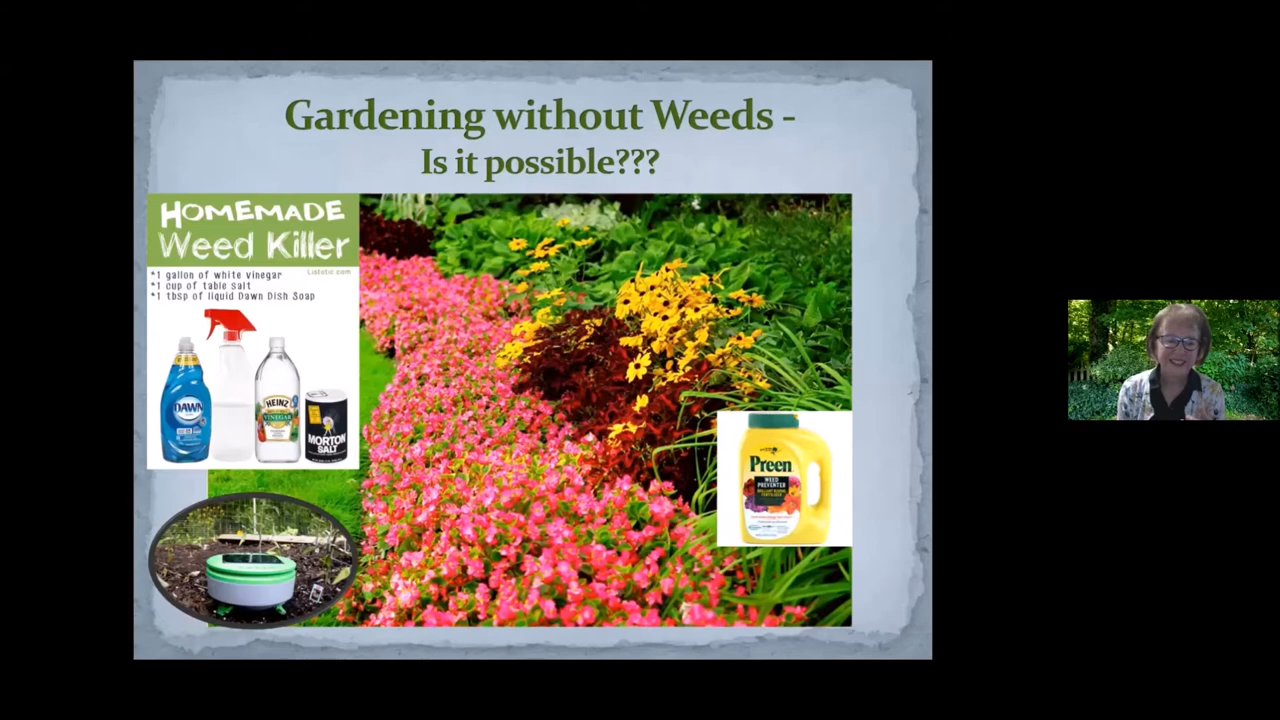 Gardening without Weeds -
Is it possible???
HOMEMADE
Weed Killer
Listotic.com
*1 gallon of white vinegar
*1 cup of table salt
*1 tbsp of liquid Dawn Dish Soap
DAWN
HEINZ
VINEGAR
MORTON
SALT
Preen
WEED
PREVENTER